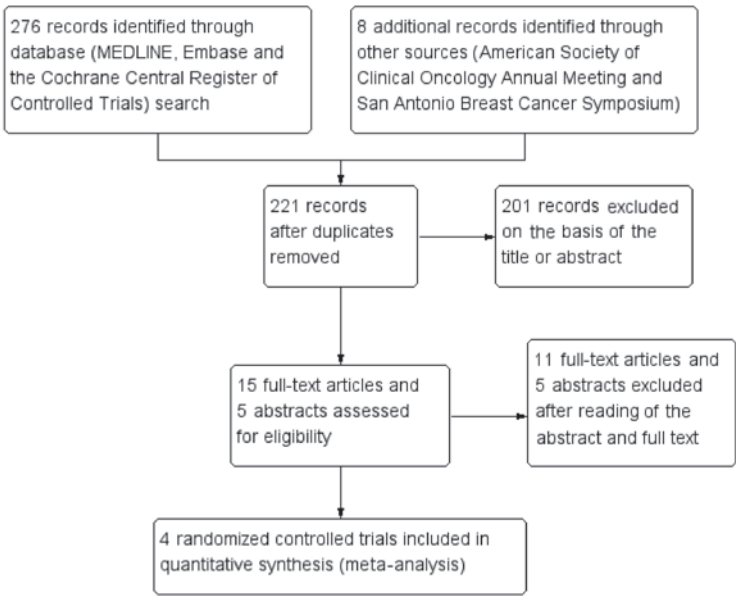 276 records identified through
database (MEDLINE, Embase and
the Cochrane Central Register of
Controlled Trials) search
8 additional records identified through
other sources (American Society of
Clinical Oncology Annual Meeting and
San Antonio Breast Cancer Symposium)
221 records
after duplicates
removed
201 records excluded
on the basis of the
title or abstract
15 full-text articles and
5 abstracts assessed
for eligibility
11 full-text articles and
5 abstracts excluded
after reading of the
abstract and full text
4 randomized controlled trials included in
quantitative synthesis (meta-analysis)